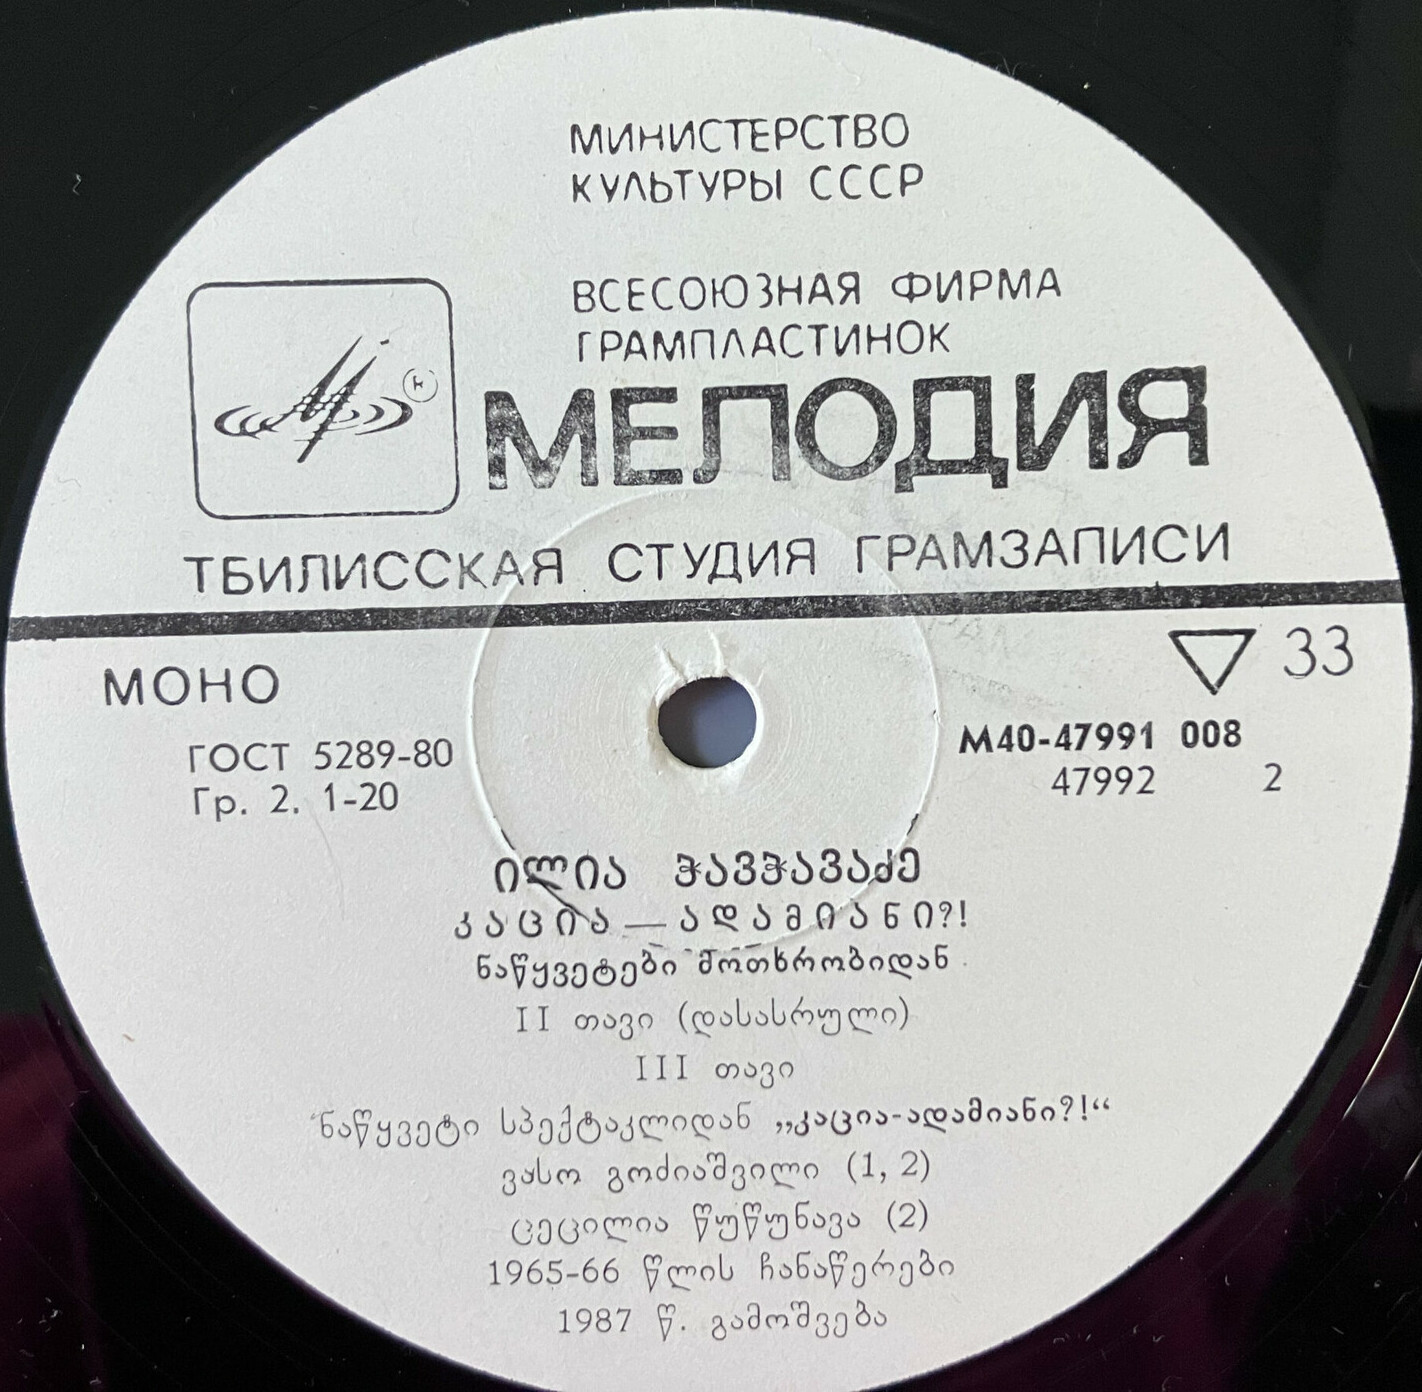 МИНИСТЕРСТВО
КУЛЬТУРЫ СССР
ВСЕСОЮЗНАЯ ФИРМА
ГРАМПЛАСТИНОК
МЕЛОДИЯ
ТБИЛИССКАЯ СТУДИЯ ГРАМЗАПИСИ
МОНО
33
ГОСТ 5289-80
Гр. 2. 1-20
М40-47991 008
47992 2
ილია ჭავჭავაძე
კაცია — ადამიანი?!
ნაწყვეტები მოთხრობიდან
II თავი (დასასრული)
III თავი
ნაწყვეტი სპექტაკლიდან „კაცია-ადამიანი?!“
ვასო გოძიაშვილი (1, 2)
ცეცილია წუწუნავა (2)
1965-66 წლის ჩანაწერები
1987 წ. გამოშვება